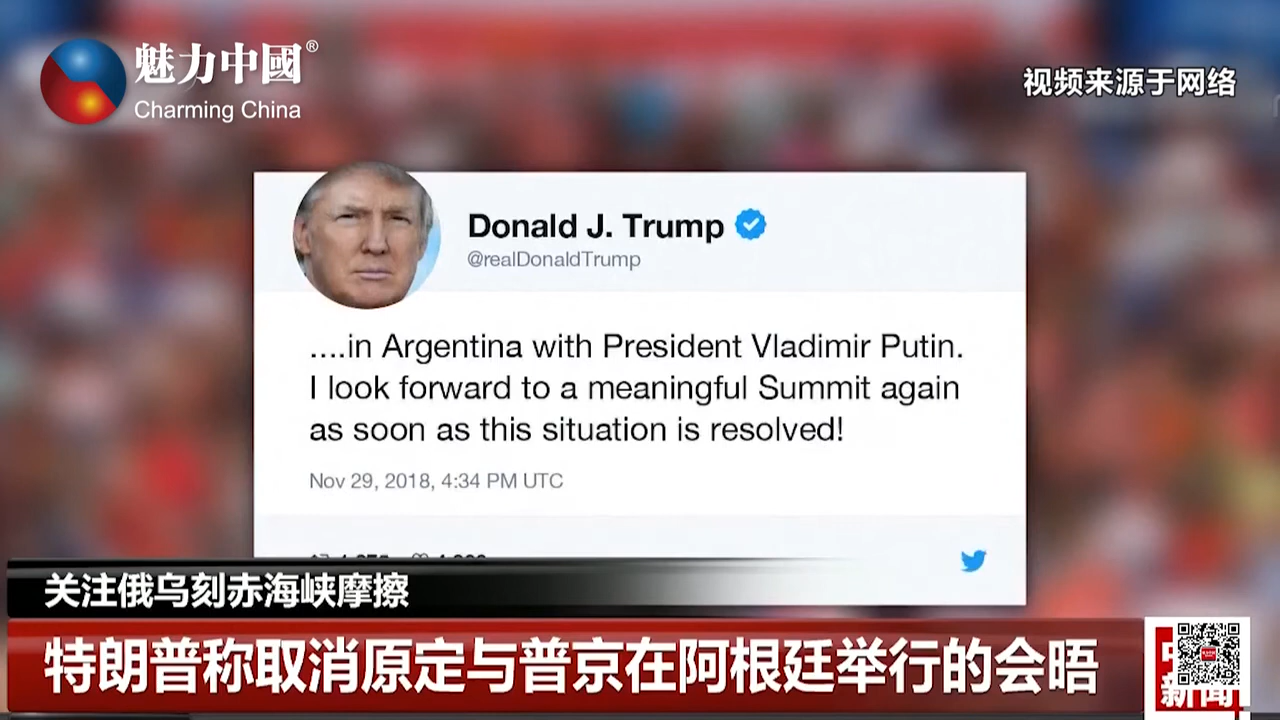 魅力中國®
Charming China
视频来源于网络
Donald J. Trump
@realDonaldTrump
....in Argentina with President Vladimir Putin.
I look forward to a meaningful Summit again
as soon as this situation is resolved!
Nov 29, 2018, 4:34 PM UTC
关注俄乌刻赤海峡摩擦
特朗普称取消原定与普京在阿根廷举行的会晤
新闻